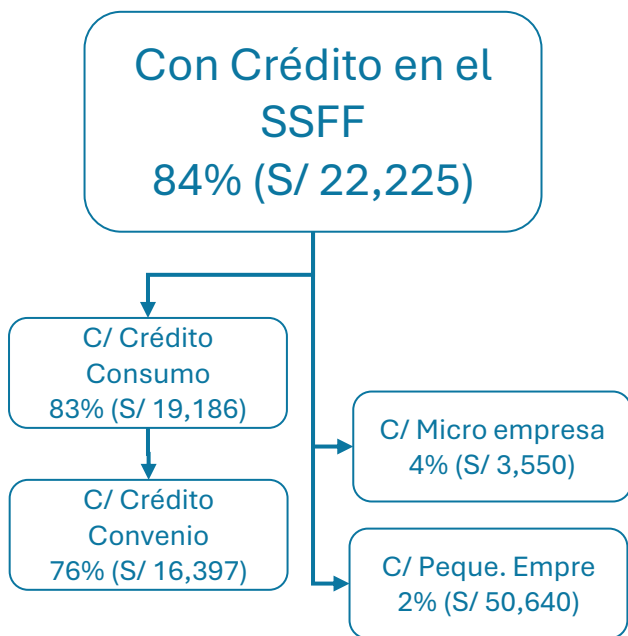 Con Crédito en el
SSFF
84% (S/ 22,225)
C/ Crédito
Consumo
83% (S/ 19,186)
C/ Crédito
Convenio
76% (S/ 16,397)
C/ Micro empresa
4% (S/ 3,550)
C/ Peque. Empre
2% (S/ 50,640)